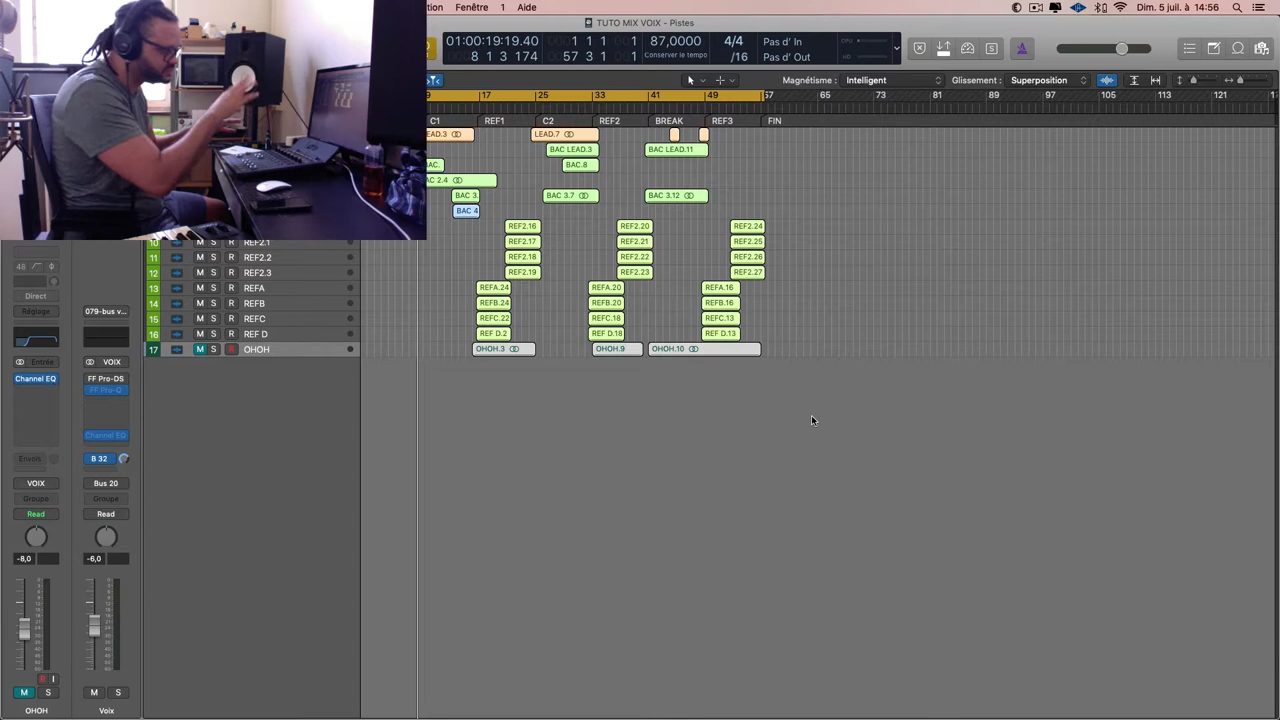 tion Fenêtre 1 Aide Dim. 5 juil. à 14:56
TUTO MIX VOIX - Pistes
01:00:19:19.40 1 1 1 1 87,0000 4/4 Pas d' In CPU
8 1 3 174 57 3 1 1 Conserver le tempo /16 Pas d'Out HD
Magnétisme : Intelligent Glissement : Superposition
9 17 25 33 41 49 57 65 73 81 89 97 105 113 121
C1 REF1 C2 REF2 BREAK REF3 FIN
EAD.3 LEAD.7
BAC LEAD.3 BAC LEAD.11
BAC. BAC.8
BAC 2.4
BAC 3. BAC 3.7 BAC 3.12
BAC 4
REF2.16 REF2.20 REF2.24
10 M S R REF2.1 REF2.17 REF2.21 REF2.25
11 M S R REF2.2 REF2.18 REF2.22 REF2.26
12 M S R REF2.3 REF2.19 REF2.23 REF2.27
13 M S R REFA REFA.24 REFA.20 REFA.16
14 M S R REFB REFB.24 REFB.20 REFB.16
15 M S R REFC REFC.22 REFC.18 REFC.13
16 M S R REF D REF D.2 REF D.18 REF D.13
17 M S R OHOH OHOH.3 OHOH.9 OHOH.10
48
Direct
Réglage 079-bus v...
Entrée VOIX
Channel EQ FF Pro-DS
FF Pro-Q
Channel EQ
Envois B 32
VOIX Bus 20
Groupe Groupe
Read Read
-8,0 -6,0
I
M S M S
OHOH Voix